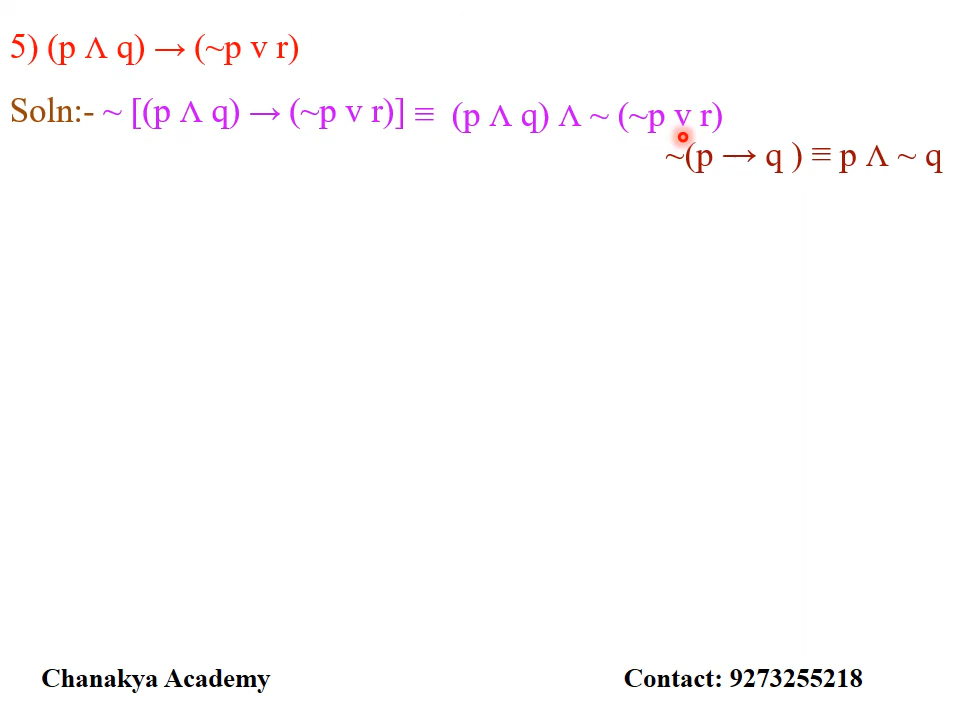 5) (p Λ q) → (~p v r)
Soln:- ~ [(p Λ q) → (~p v r)] ≡ (p Λ q) Λ ~ (~p v r)
~(p → q ) ≡ p Λ ~ q
Chanakya Academy
Contact: 9273255218